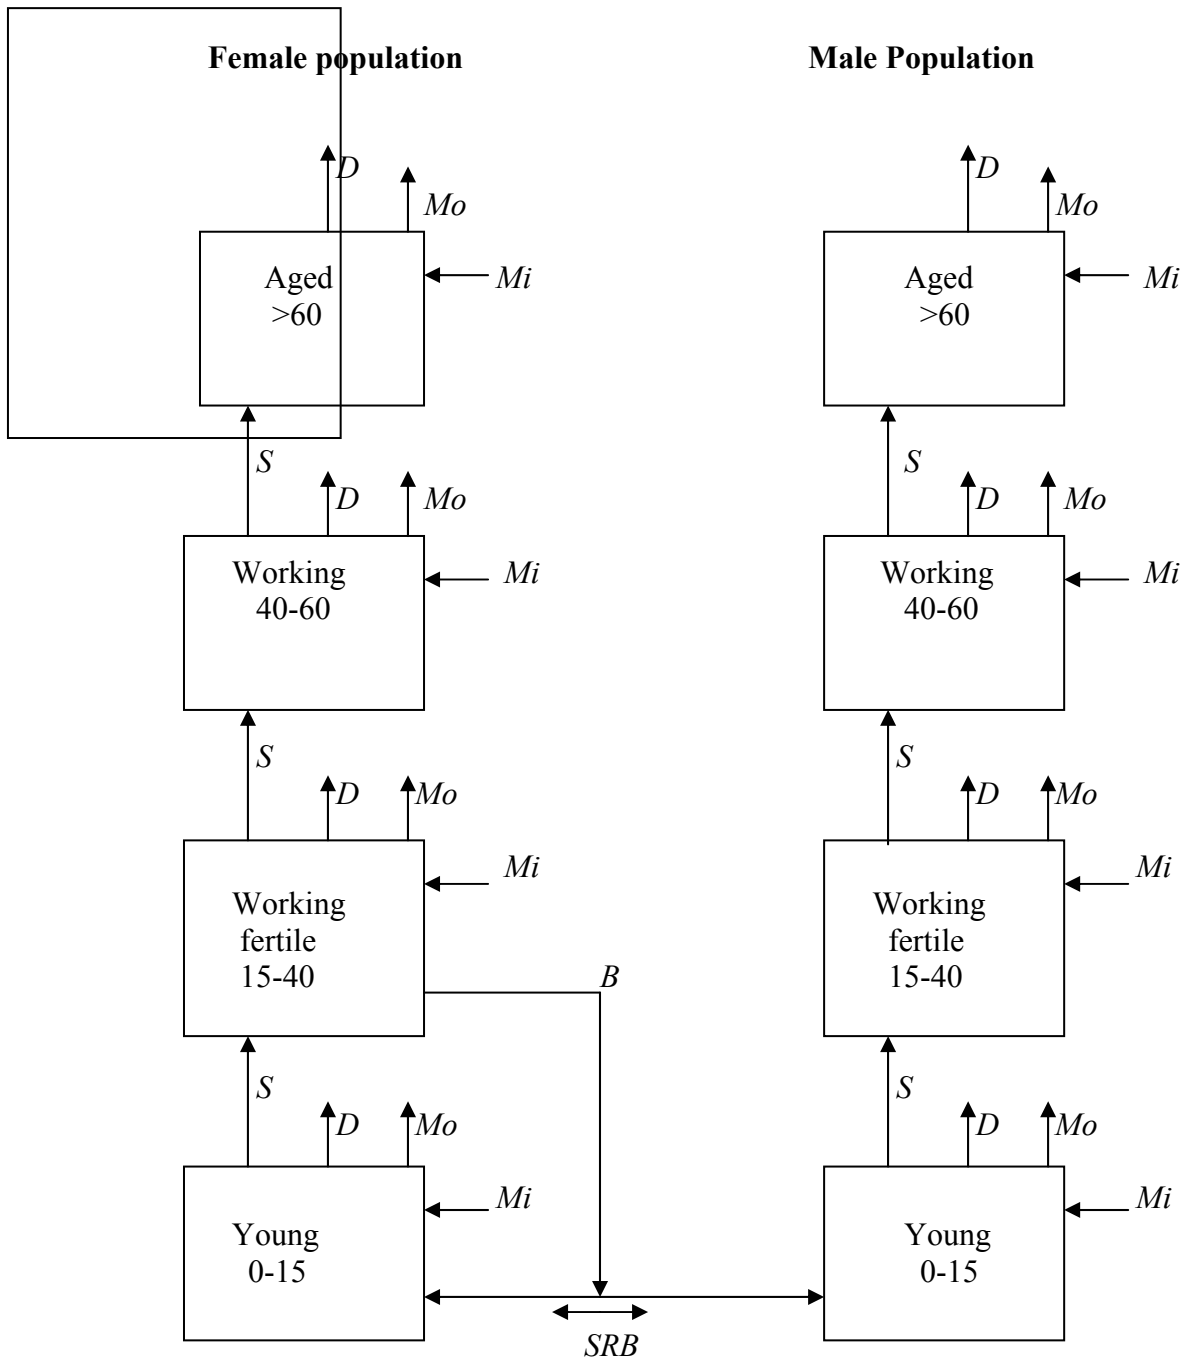 Female population
Male Population
D
Mo
Aged
>60
Mi
S
D
Mo
Working
40-60
Mi
S
D
Mo
Working
fertile
15-40
Mi
B
S
D
Mo
Young
0-15
Mi
D
Mo
Aged
>60
Mi
S
D
Mo
Working
40-60
Mi
S
D
Mo
Working
fertile
15-40
Mi
S
D
Mo
Young
0-15
Mi
SRB